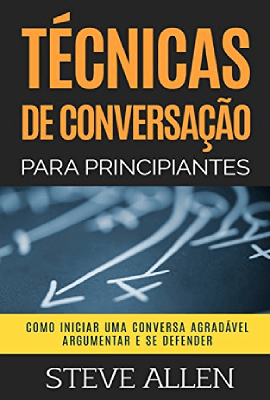 TÉCNICAS
DE CONVERSAÇÃO
PARA PRINCIPIANTES
COMO INICIAR UMA CONVERSA AGRADÁVEL
ARGUMENTAR E SE DEFENDER
STEVE ALLEN